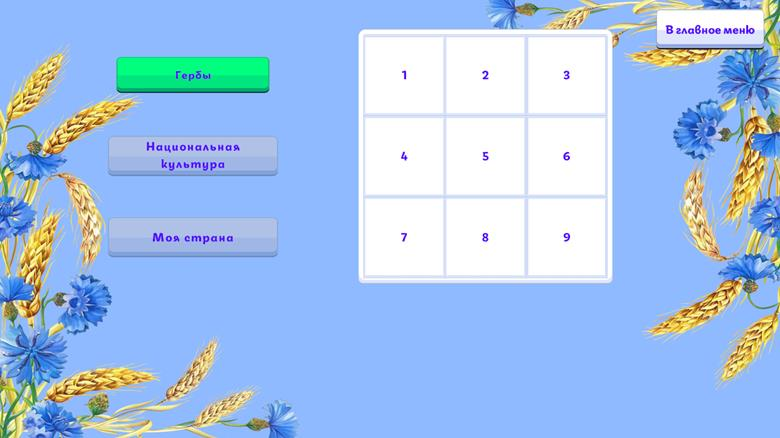 В главное меню
Гербы
1 2 3
Национальная
культура
4 5 6
Моя страна
7 8 9